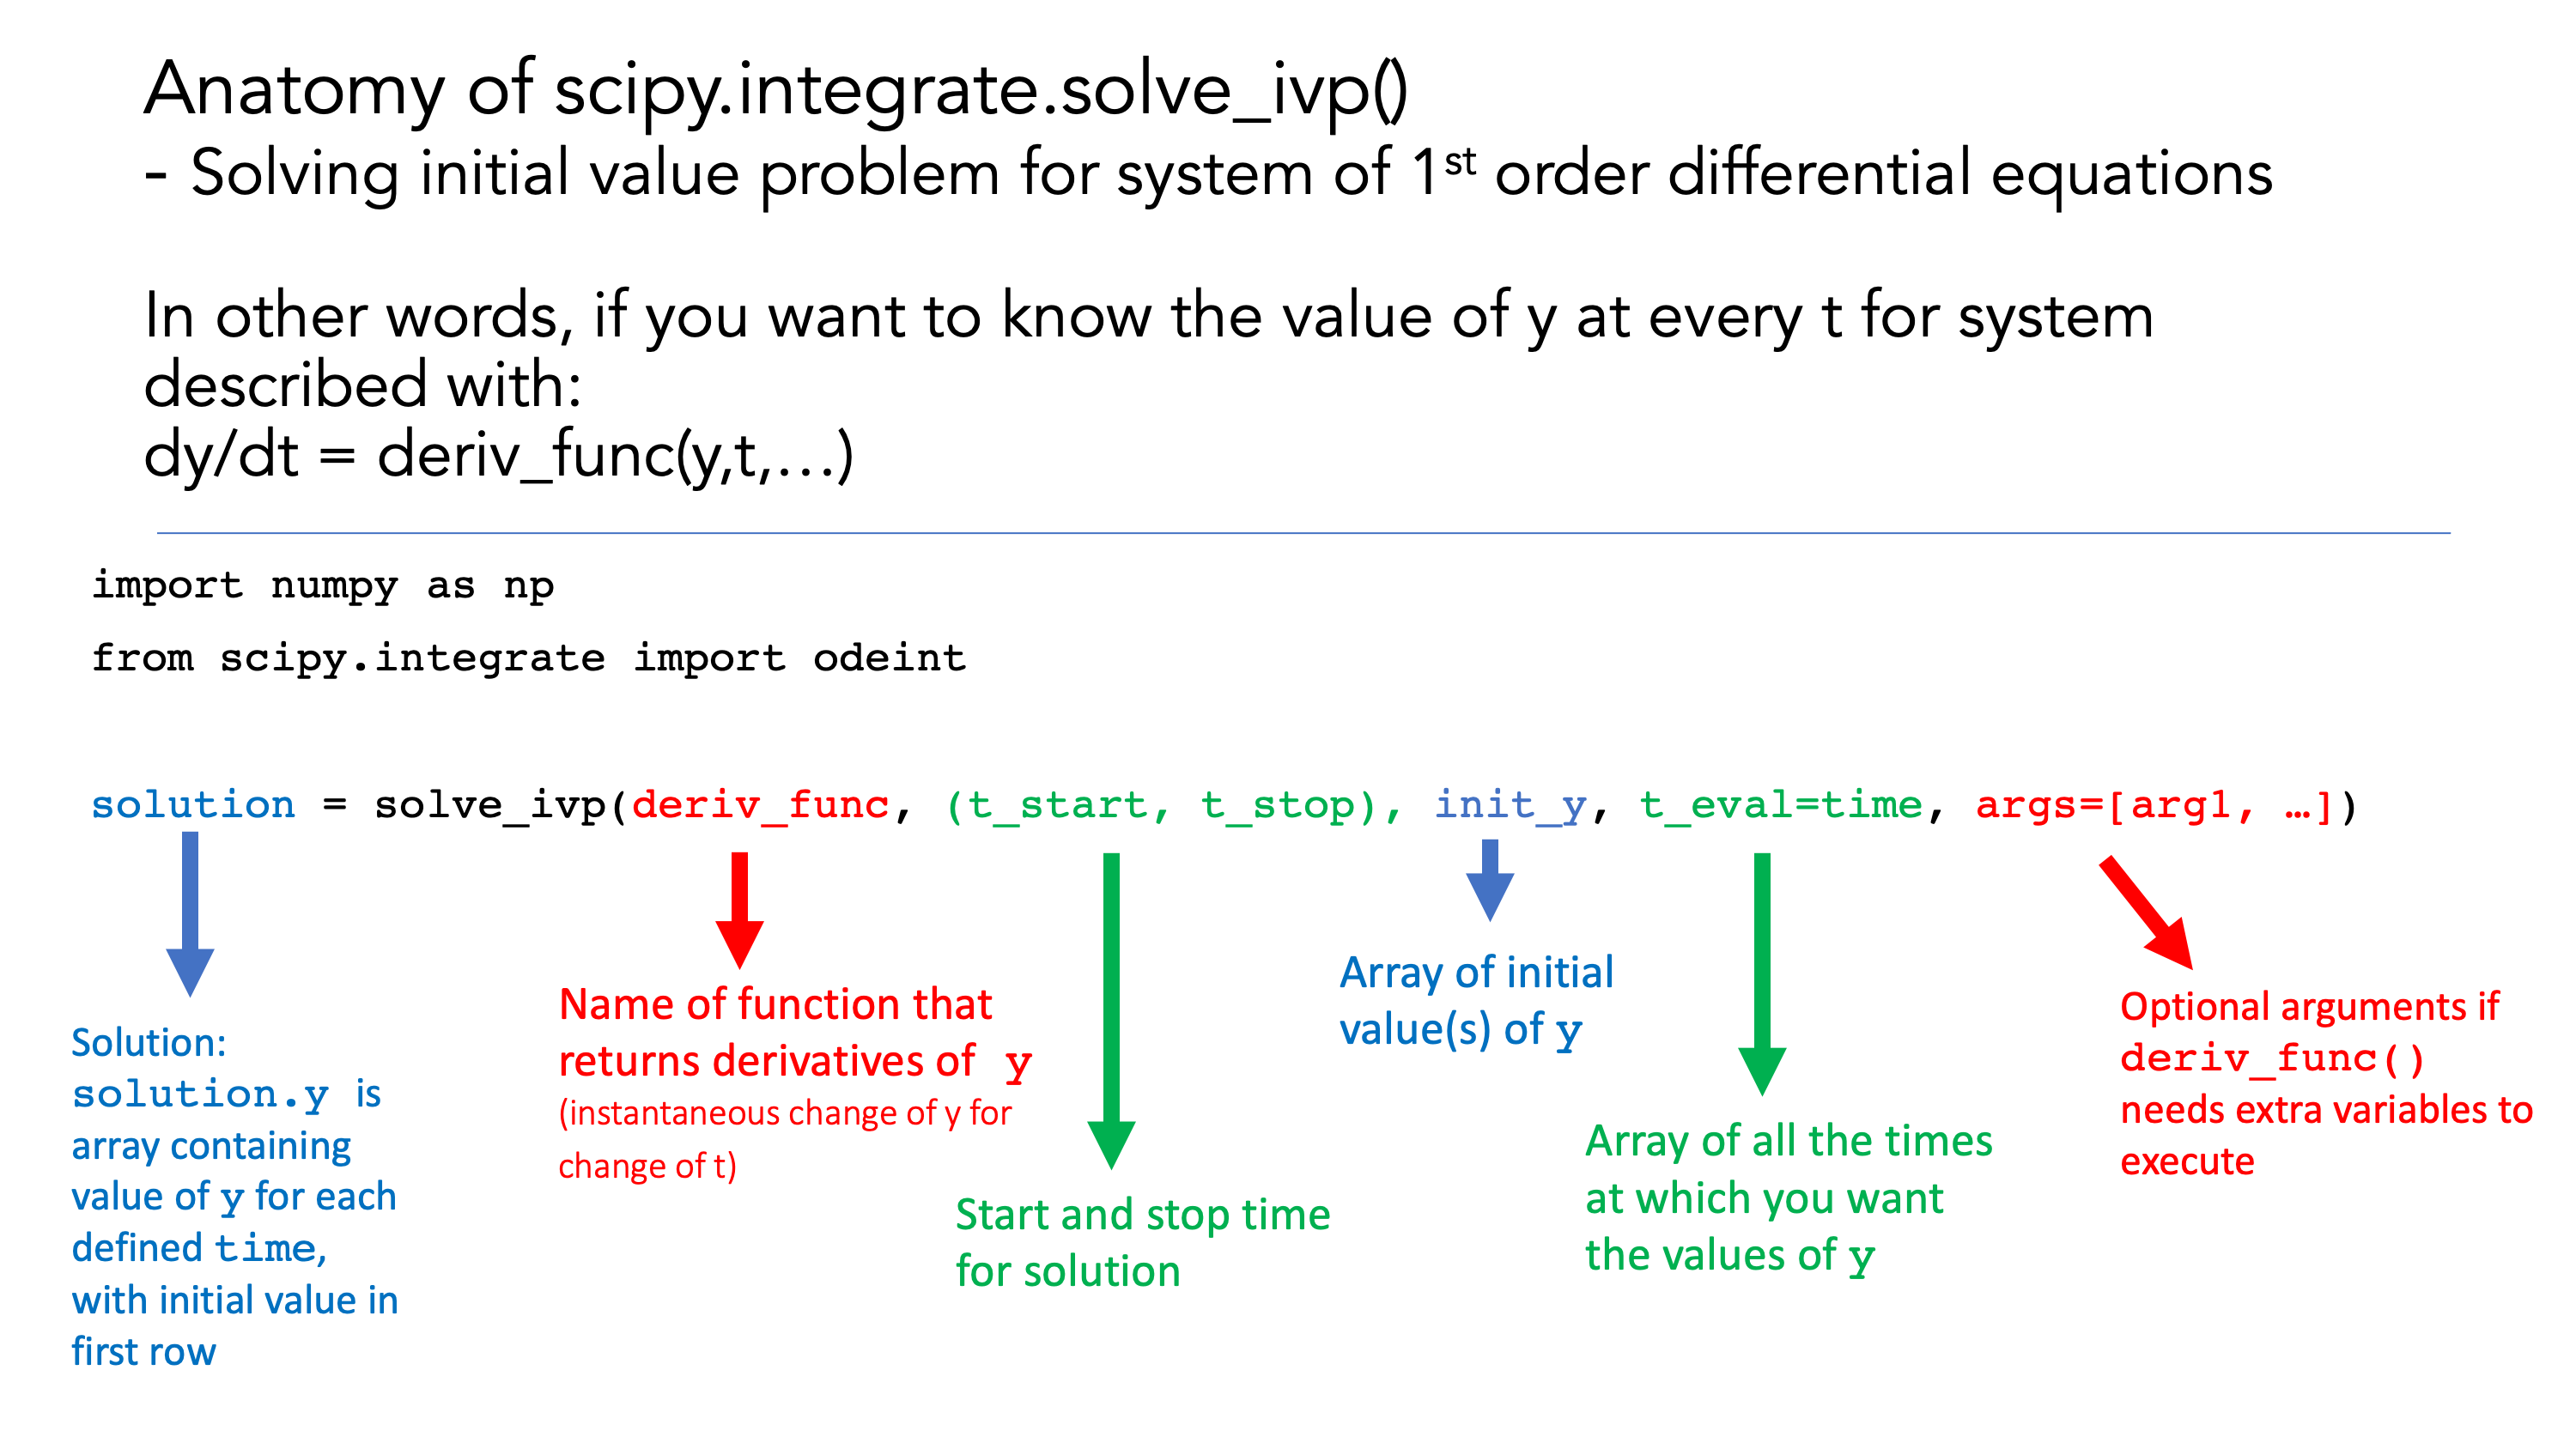 Anatomy of scipy.integrate.solve_ivp()
- Solving initial value problem for system of 1st order differential equations
In other words, if you want to know the value of y at every t for system
described with:
dy/dt = deriv_func(y,t,…)
import numpy as np
from scipy.integrate import odeint
solution = solve_ivp(deriv_func, (t_start, t_stop), init_y, t_eval=time, args=[arg1, …])
Solution:
solution.y is
array containing
value of y for each
defined time,
with initial value in
first row
Name of function that
returns derivatives of y
(instantaneous change of y for
change of t)
Start and stop time
for solution
Array of initial
value(s) of y
Array of all the times
at which you want
the values of y
Optional arguments if
deriv_func()
needs extra variables to
execute